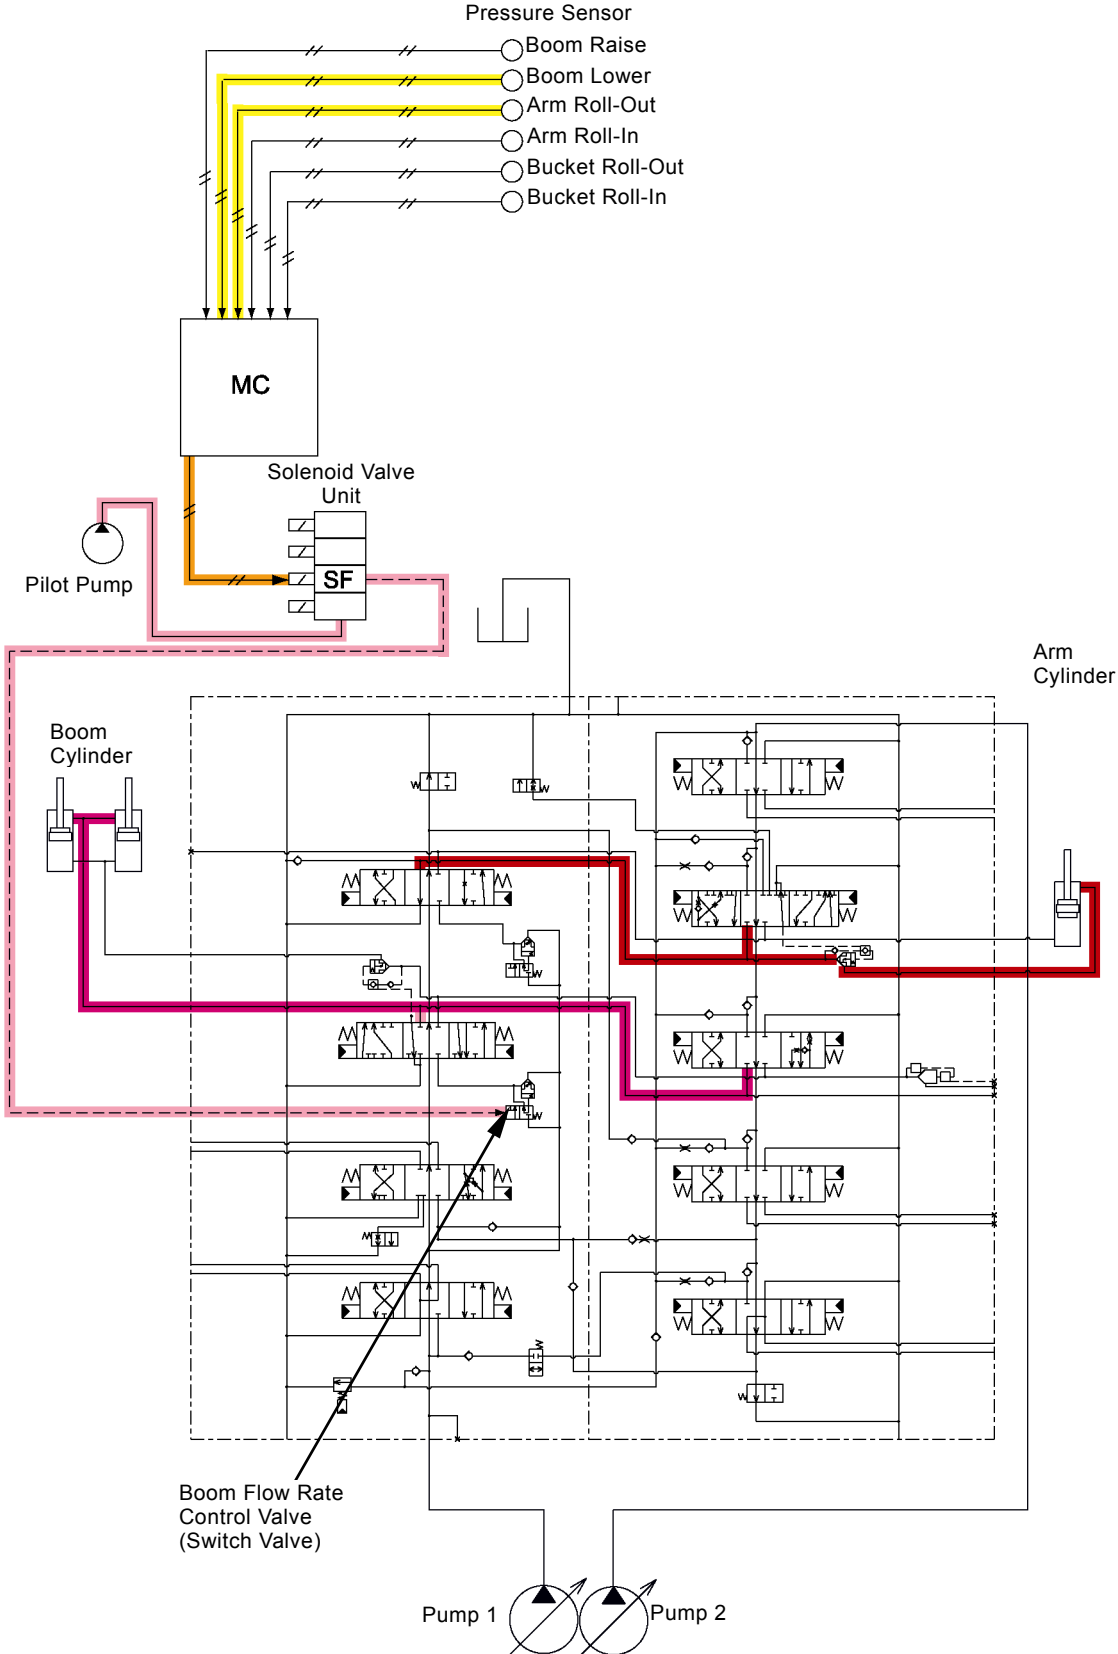 Pressure Sensor
Boom Raise
Boom Lower
Arm Roll-Out
Arm Roll-In
Bucket Roll-Out
Bucket Roll-In
MC
Solenoid Valve
Unit
SF
Pilot Pump
Arm
Cylinder
Boom
Cylinder
Boom Flow Rate
Control Valve
(Switch Valve)
Pump 1
Pump 2